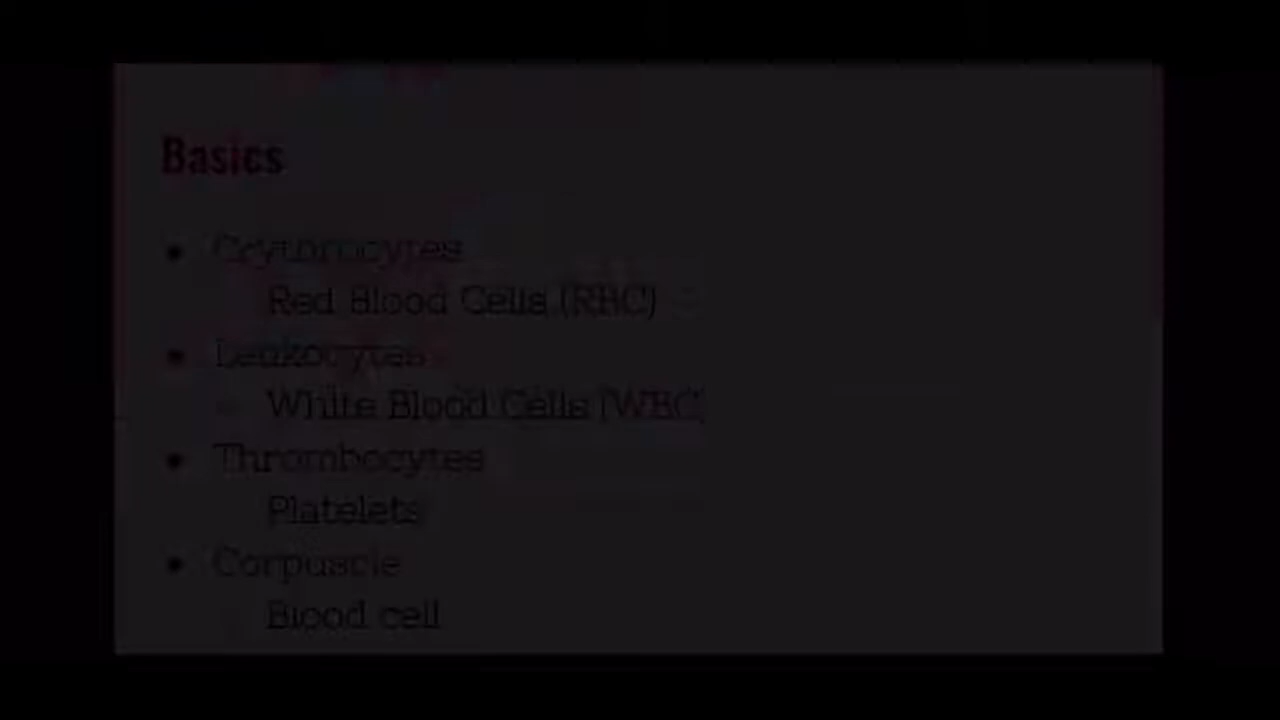 Basics
• Erythrocytes
Red Blood Cells (RBC)
• Leukocytes
White Blood Cells (WBC)
• Thrombocytes
Platelets
• Corpuscle
Blood cell